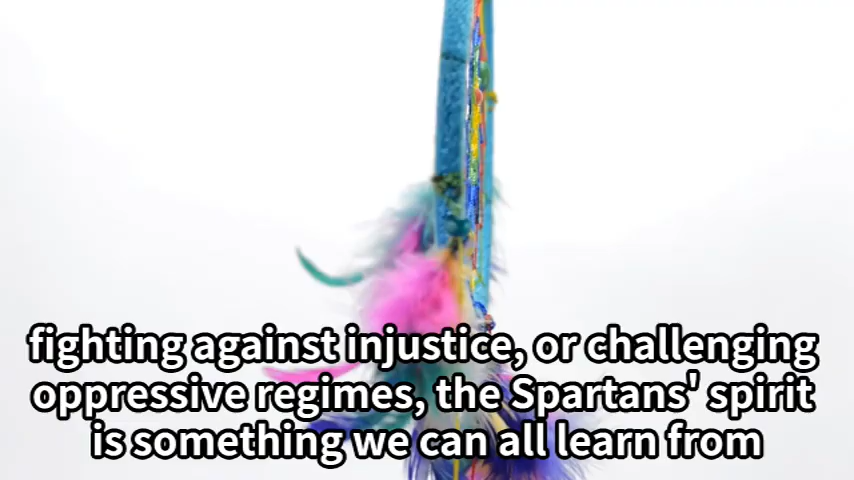 fighting against injustice, or challenging
oppressive regimes, the Spartans' spirit
is something we can all learn from